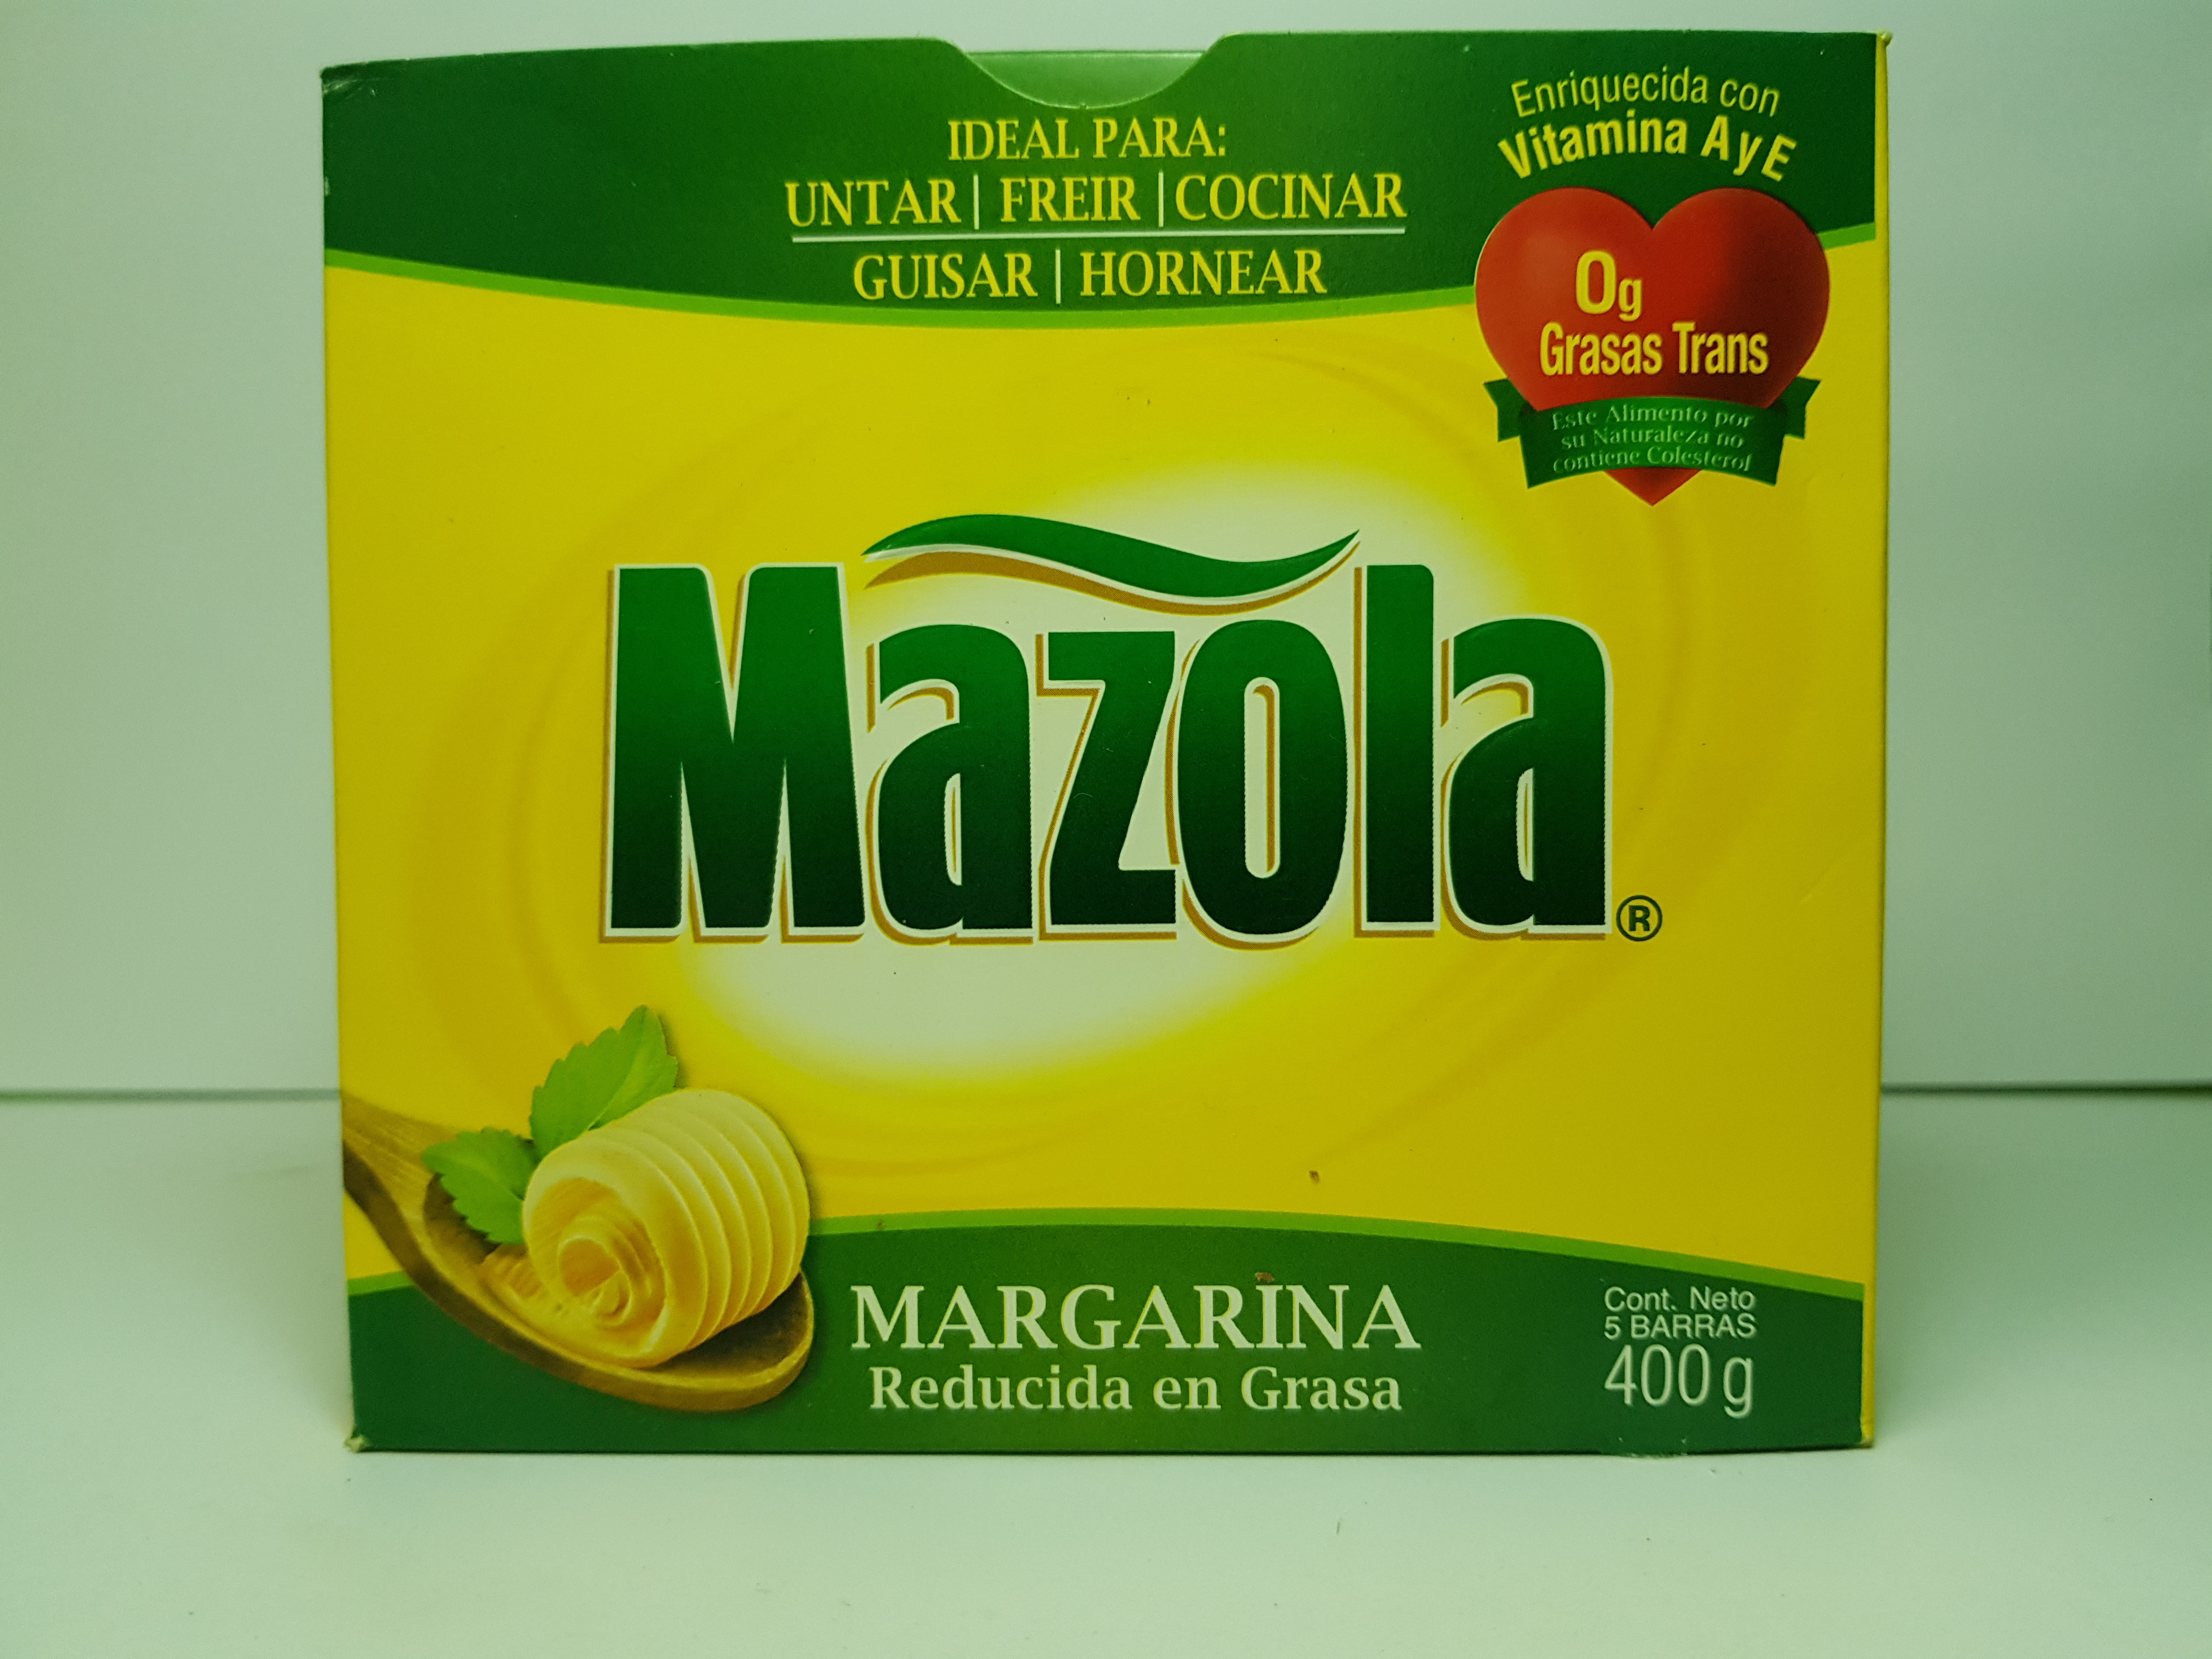 IDEAL PARA:
UNTAR | FREIR | COCINAR
GUISAR | HORNEAR
Enriquecida con
Vitamina A y E
0g
Grasas Trans
Este Alimento por
su Naturaleza no
contiene Colesterol
Mazola®
MARGARINA
Reducida en Grasa
Cont. Neto
5 BARRAS
400 g